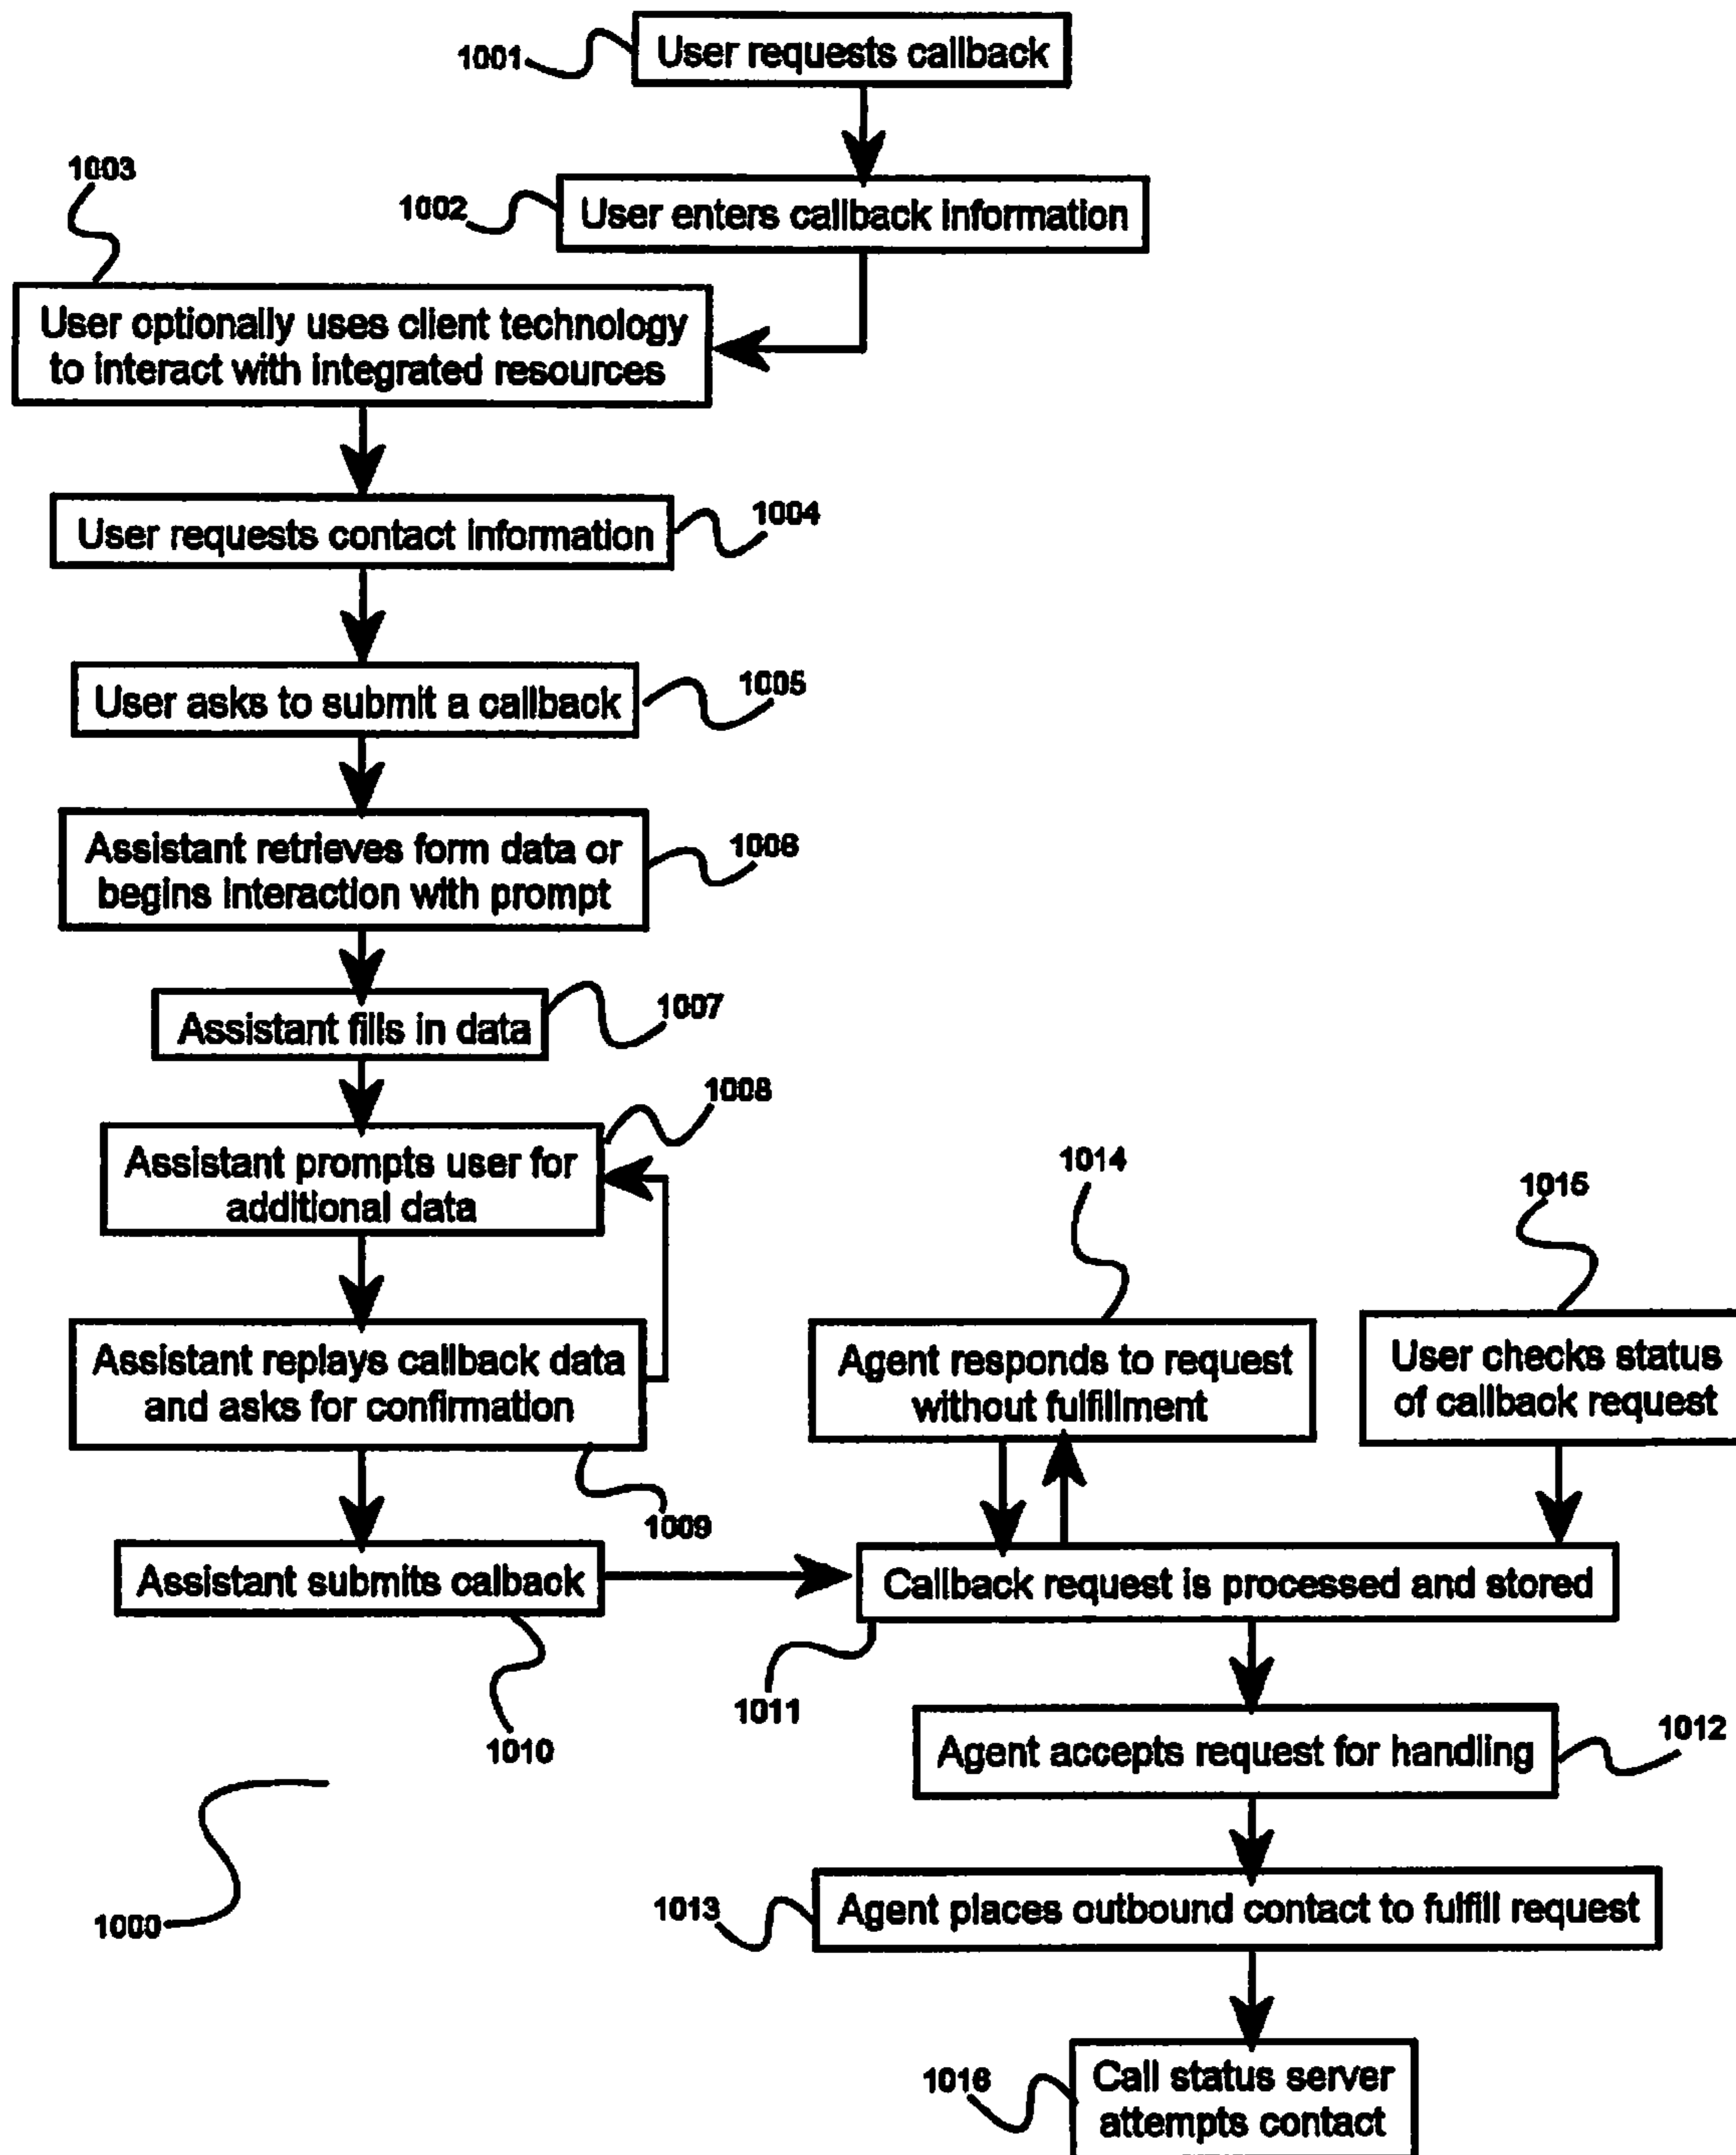 1001
User requests callback
1003
1002
User enters callback information
User optionally uses client technology
to interact with integrated resources
User requests contact information
1004
User asks to submit a callback
1005
Assistant retrieves form data or
begins interaction with prompt
1006
Assistant fills in data
1007
1008
Assistant prompts user for
additional data
1014
1015
Assistant replays callback data
and asks for confirmation
Agent responds to request
without fulfillment
User checks status
of callback request
1009
Assistant submits calback
Callback request is processed and stored
1011
1010
Agent accepts request for handling
1012
1000
1013
Agent places outbound contact to fulfill request
1016
Call status server
attempts contact